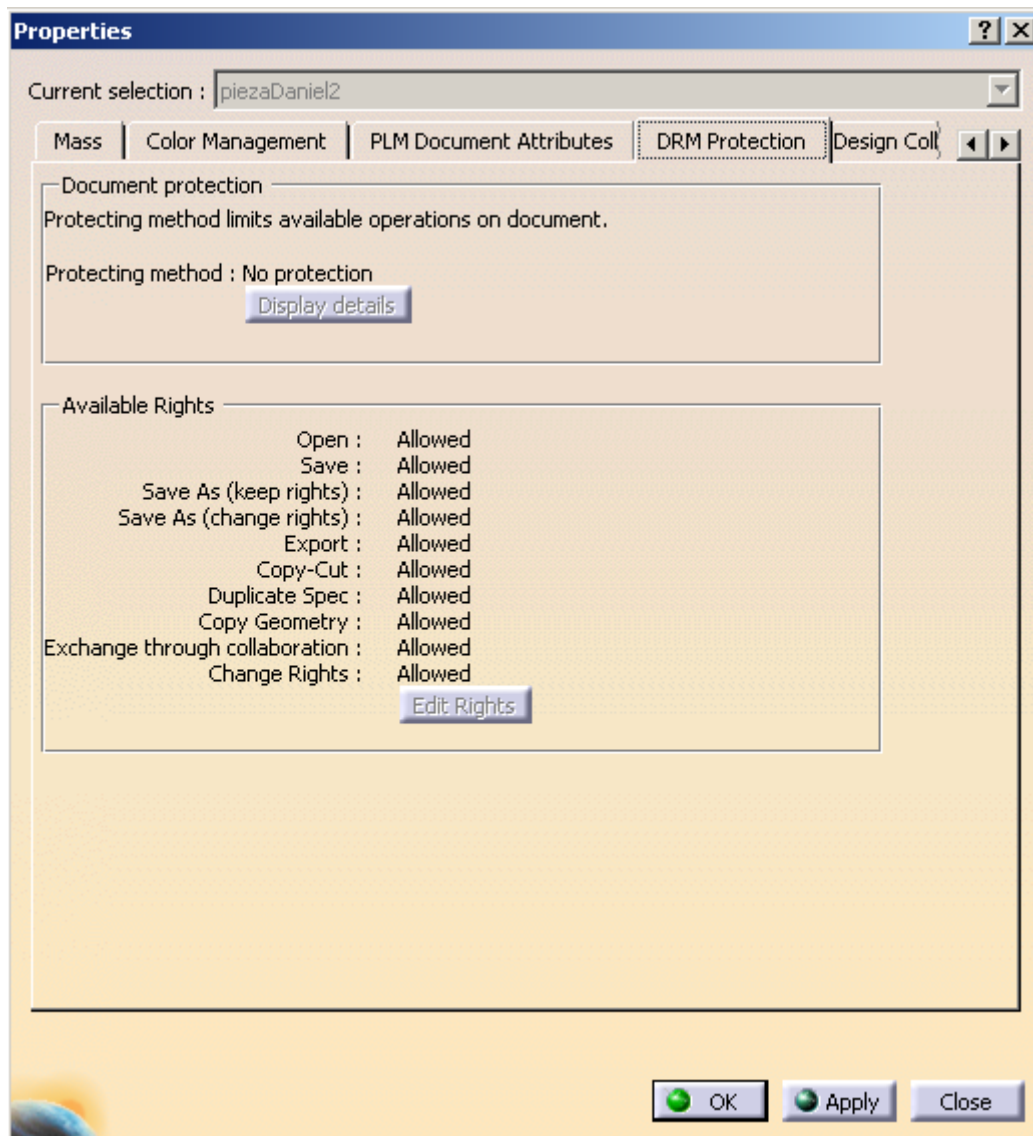 Properties
Current selection : piezaDaniel2
Mass Color Management PLM Document Attributes DRM Protection Design Coll
Document protection
Protecting method limits available operations on document.
Protecting method : No protection
Display details
Available Rights
Open : Allowed
Save : Allowed
Save As (keep rights) : Allowed
Save As (change rights) : Allowed
Export : Allowed
Copy-Cut : Allowed
Duplicate Spec : Allowed
Copy Geometry : Allowed
Exchange through collaboration : Allowed
Change Rights : Allowed
Edit Rights
OK Apply Close